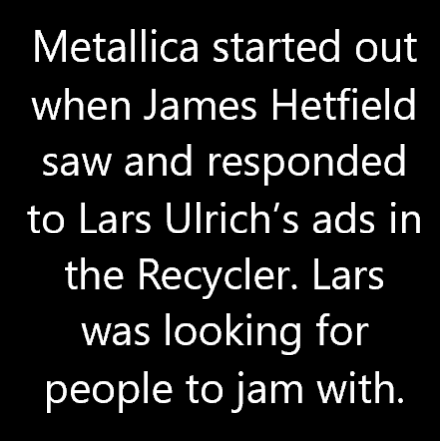 Metallica started out
when James Hetfield
saw and responded
to Lars Ulrich’s ads in
the Recycler. Lars
was looking for
people to jam with.